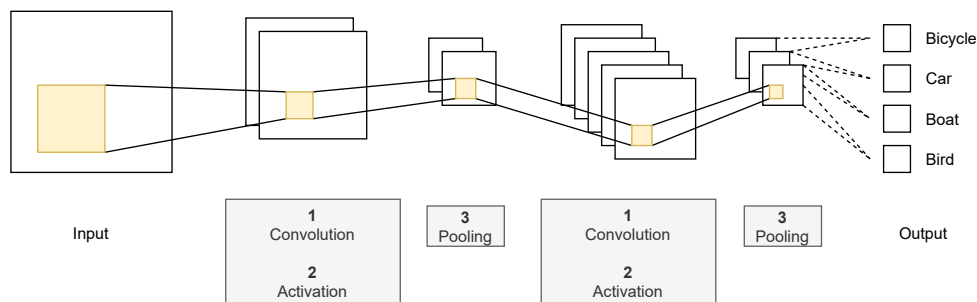 Bicycle
Car
Boat
Bird
Input
1
Convolution
2
Activation
3
Pooling
1
Convolution
2
Activation
3
Pooling
Output